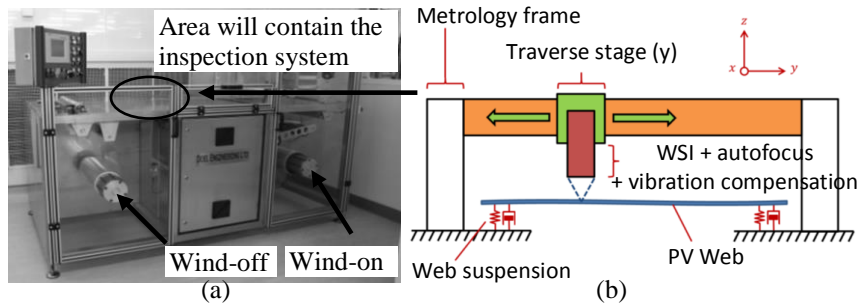 (a)
Area will contain the
inspection system
Wind-off
Wind-on
(b)
Metrology frame
Traverse stage (y)
z
x
y
WSI + autofocus
+ vibration compensation
Web suspension
PV Web